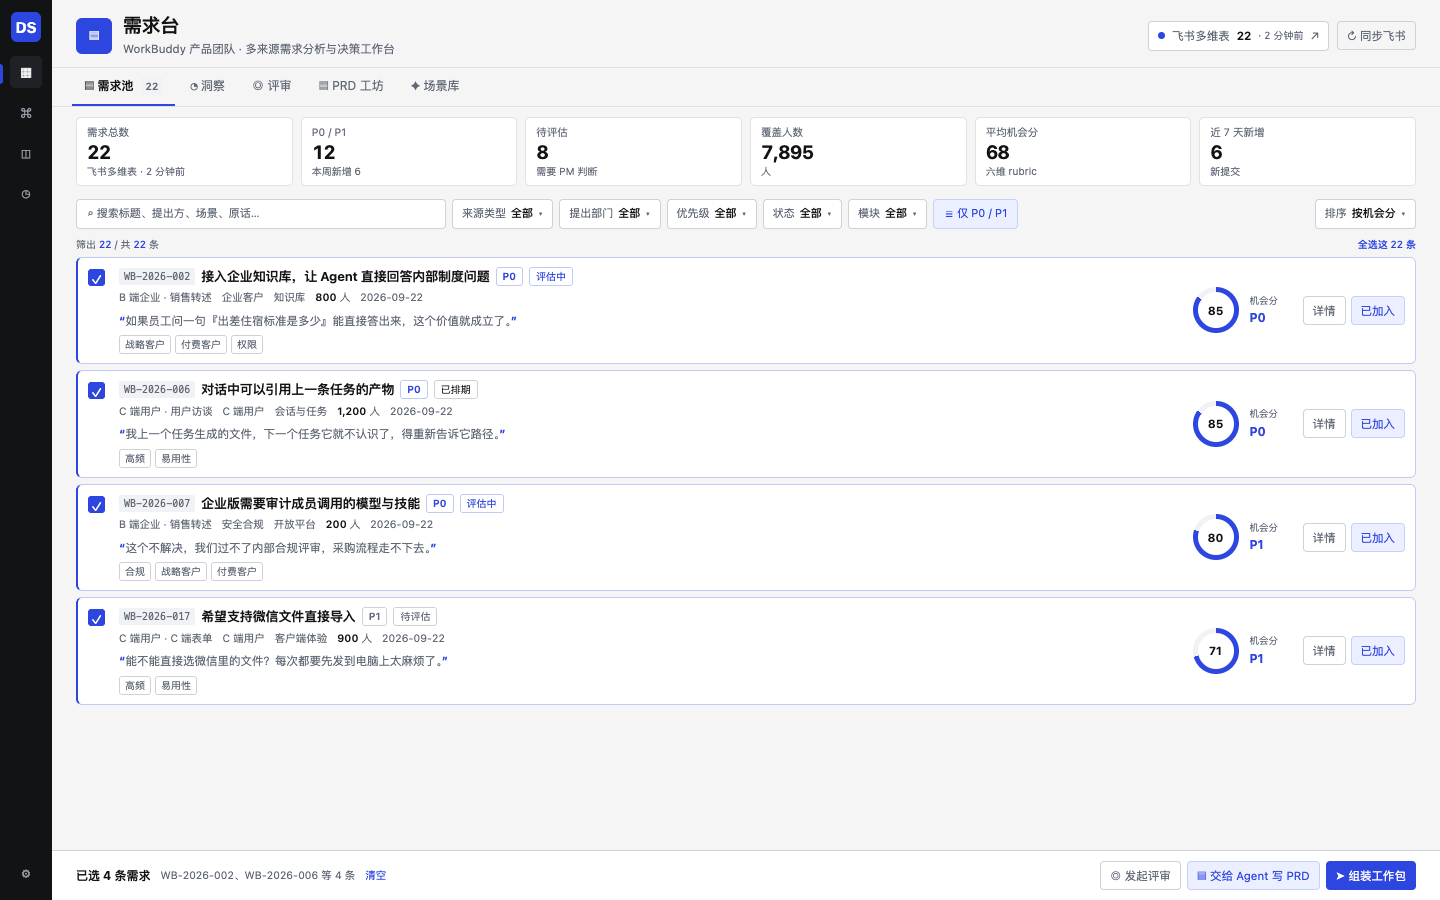 DS
需求台
WorkBuddy 产品团队 · 多来源需求分析与决策工作台
飞书多维表 22 · 2 分钟前 ↗
↻ 同步飞书
需求池 22
洞察
评审
PRD 工坊
场景库
需求总数
22
飞书多维表 · 2 分钟前
P0 / P1
12
本周新增 6
待评估
8
需要 PM 判断
覆盖人数
7,895
人
平均机会分
68
六维 rubric
近 7 天新增
6
新提交
搜索标题、提出方、场景、原话...
来源类型 全部
提出部门 全部
优先级 全部
状态 全部
模块 全部
仅 P0 / P1
排序 按机会分
筛出 22 / 共 22 条
全选这 22 条
WB-2026-002 接入企业知识库，让 Agent 直接回答内部制度问题 P0 评估中
B 端企业 · 销售转述 企业客户 知识库 800 人 2026-09-22
“如果员工问一句『出差住宿标准是多少』能直接答出来，这个价值就成立了。”
战略客户 付费客户 权限
85
机会分
P0
详情
已加入
WB-2026-006 对话中可以引用上一条任务的产物 P0 已排期
C 端用户 · 用户访谈 C 端用户 会话与任务 1,200 人 2026-09-22
“我上一个任务生成的文件，下一个任务它就不认识了，得重新告诉它路径。”
高频 易用性
85
机会分
P0
详情
已加入
WB-2026-007 企业版需要审计成员调用的模型与技能 P0 评估中
B 端企业 · 销售转述 安全合规 开放平台 200 人 2026-09-22
“这个不解决，我们过不了内部合规评审，采购流程走不下去。”
合规 战略客户 付费客户
80
机会分
P1
详情
已加入
WB-2026-017 希望支持微信文件直接导入 P1 待评估
C 端用户 · C 端表单 C 端用户 客户端体验 900 人 2026-09-22
“能不能直接选微信里的文件？每次都要先发到电脑上太麻烦了。”
高频 易用性
71
机会分
P1
详情
已加入
已选 4 条需求 WB-2026-002、WB-2026-006 等 4 条 清空
发起评审
交给 Agent 写 PRD
组装工作包